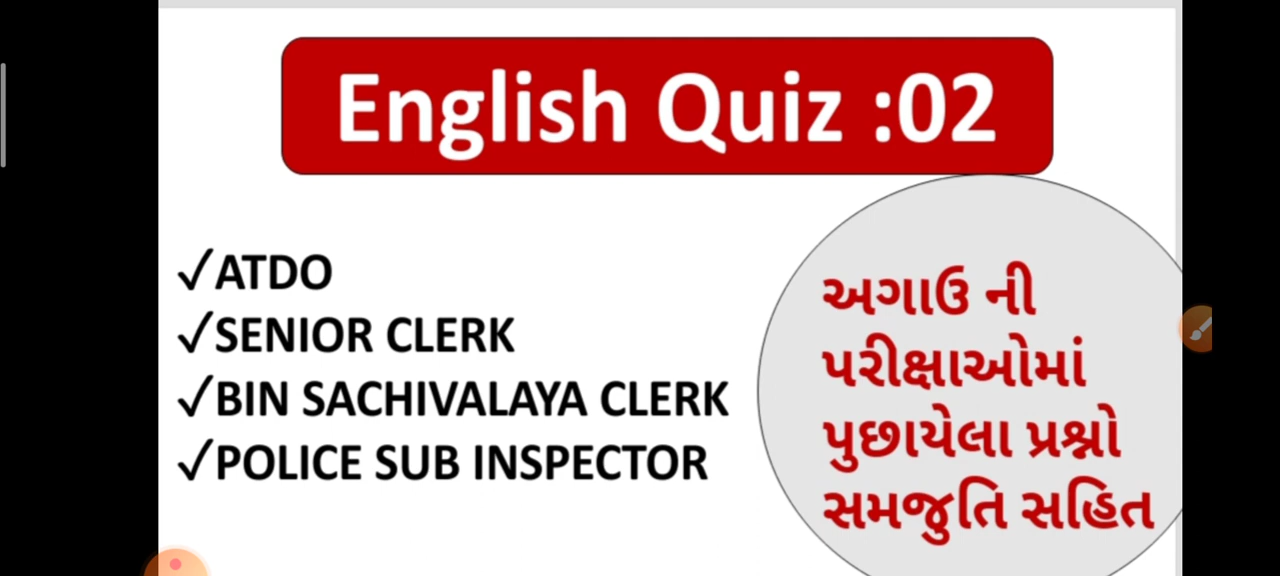 English Quiz :02
✓ATDO
✓SENIOR CLERK
✓BIN SACHIVALAYA CLERK
✓POLICE SUB INSPECTOR
અગાઉ ની
પરીક્ષાઓમાં
પુછાયેલા પ્રશ્નો
સમજુતિ સહિત